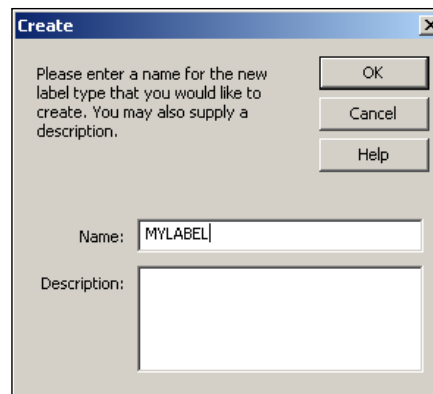 Create
Please enter a name for the new
label type that you would like to
create. You may also supply a
description.
OK
Cancel
Help
Name: MYLABEL
Description: